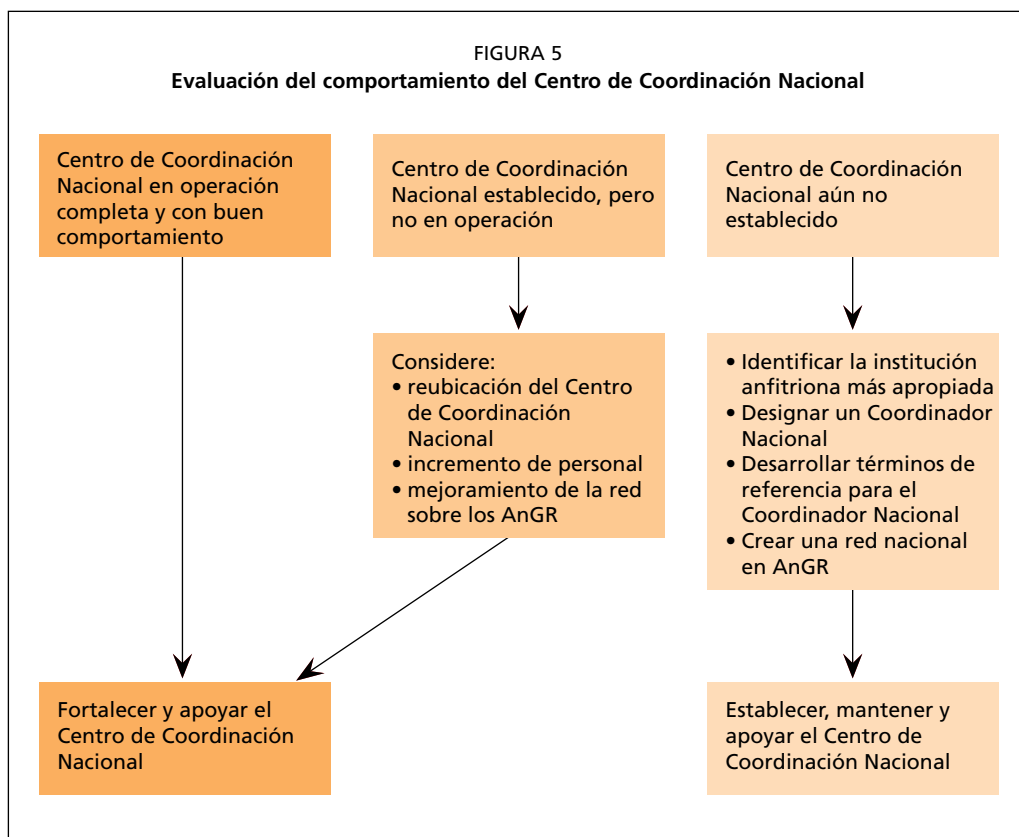 FIGURA 5
Evaluación del comportamiento del Centro de Coordinación Nacional
Centro de Coordinación
Nacional en operación
completa y con buen
comportamiento
Centro de Coordinación
Nacional establecido, pero
no en operación
Centro de Coordinación
Nacional aún no
establecido
Considere:
• reubicación del Centro
de Coordinación
Nacional
• incremento de personal
• mejoramiento de la red
sobre los AnGR
• Identificar la institución
anfitriona más apropiada
• Designar un Coordinador
Nacional
• Desarrollar términos de
referencia para el
Coordinador Nacional
• Crear una red nacional
en AnGR
Fortalecer y apoyar el
Centro de Coordinación
Nacional
Establecer, mantener y
apoyar el Centro de
Coordinación Nacional